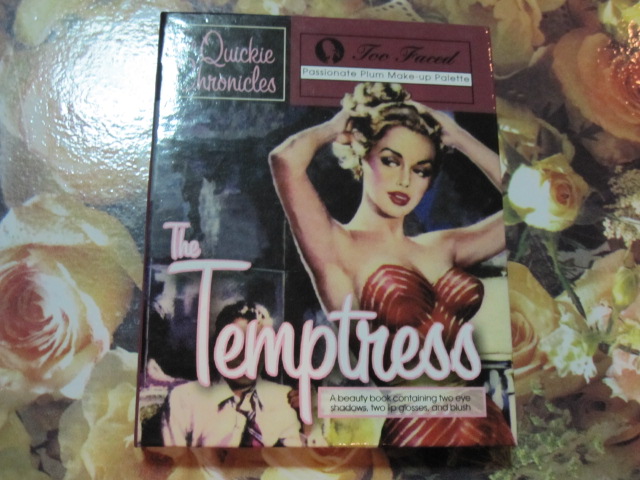 Quickie
Chronicles
Too Faced
Passionate Plum Make-up Palette
The
Temptress
A beauty book containing two eye
shadows, two lip glosses, and blush